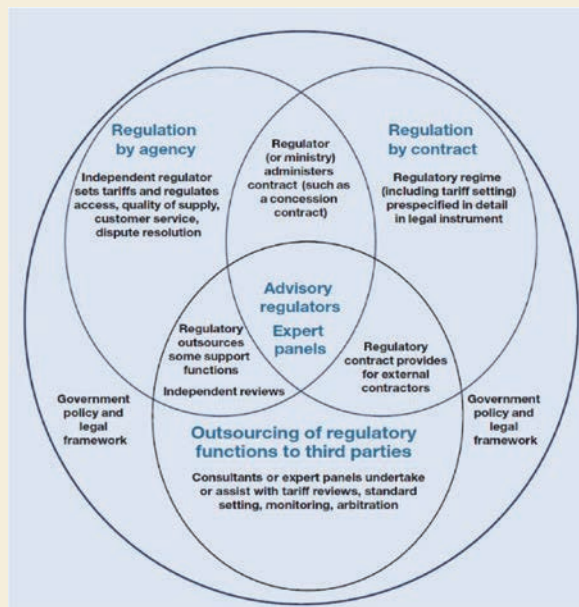 Regulation
by agency
Independent regulator
sets tariffs and regulates
access, quality of supply,
customer service,
dispute resolution
Regulator
(or ministry)
administers
contract (such as
a concession
contract)
Regulation
by contract
Regulatory regime
(including tariff setting)
prespecified in detail
in legal instrument
Advisory
regulators
Expert
panels
Regulatory
outsources
some support
functions
Independent reviews
Regulatory
contract provides
for external
contractors
Government
policy and
legal
framework
Government
policy and
legal
framework
Outsourcing of regulatory
functions to third parties
Consultants or expert panels undertake
or assist with tariff reviews, standard
setting, monitoring, arbitration